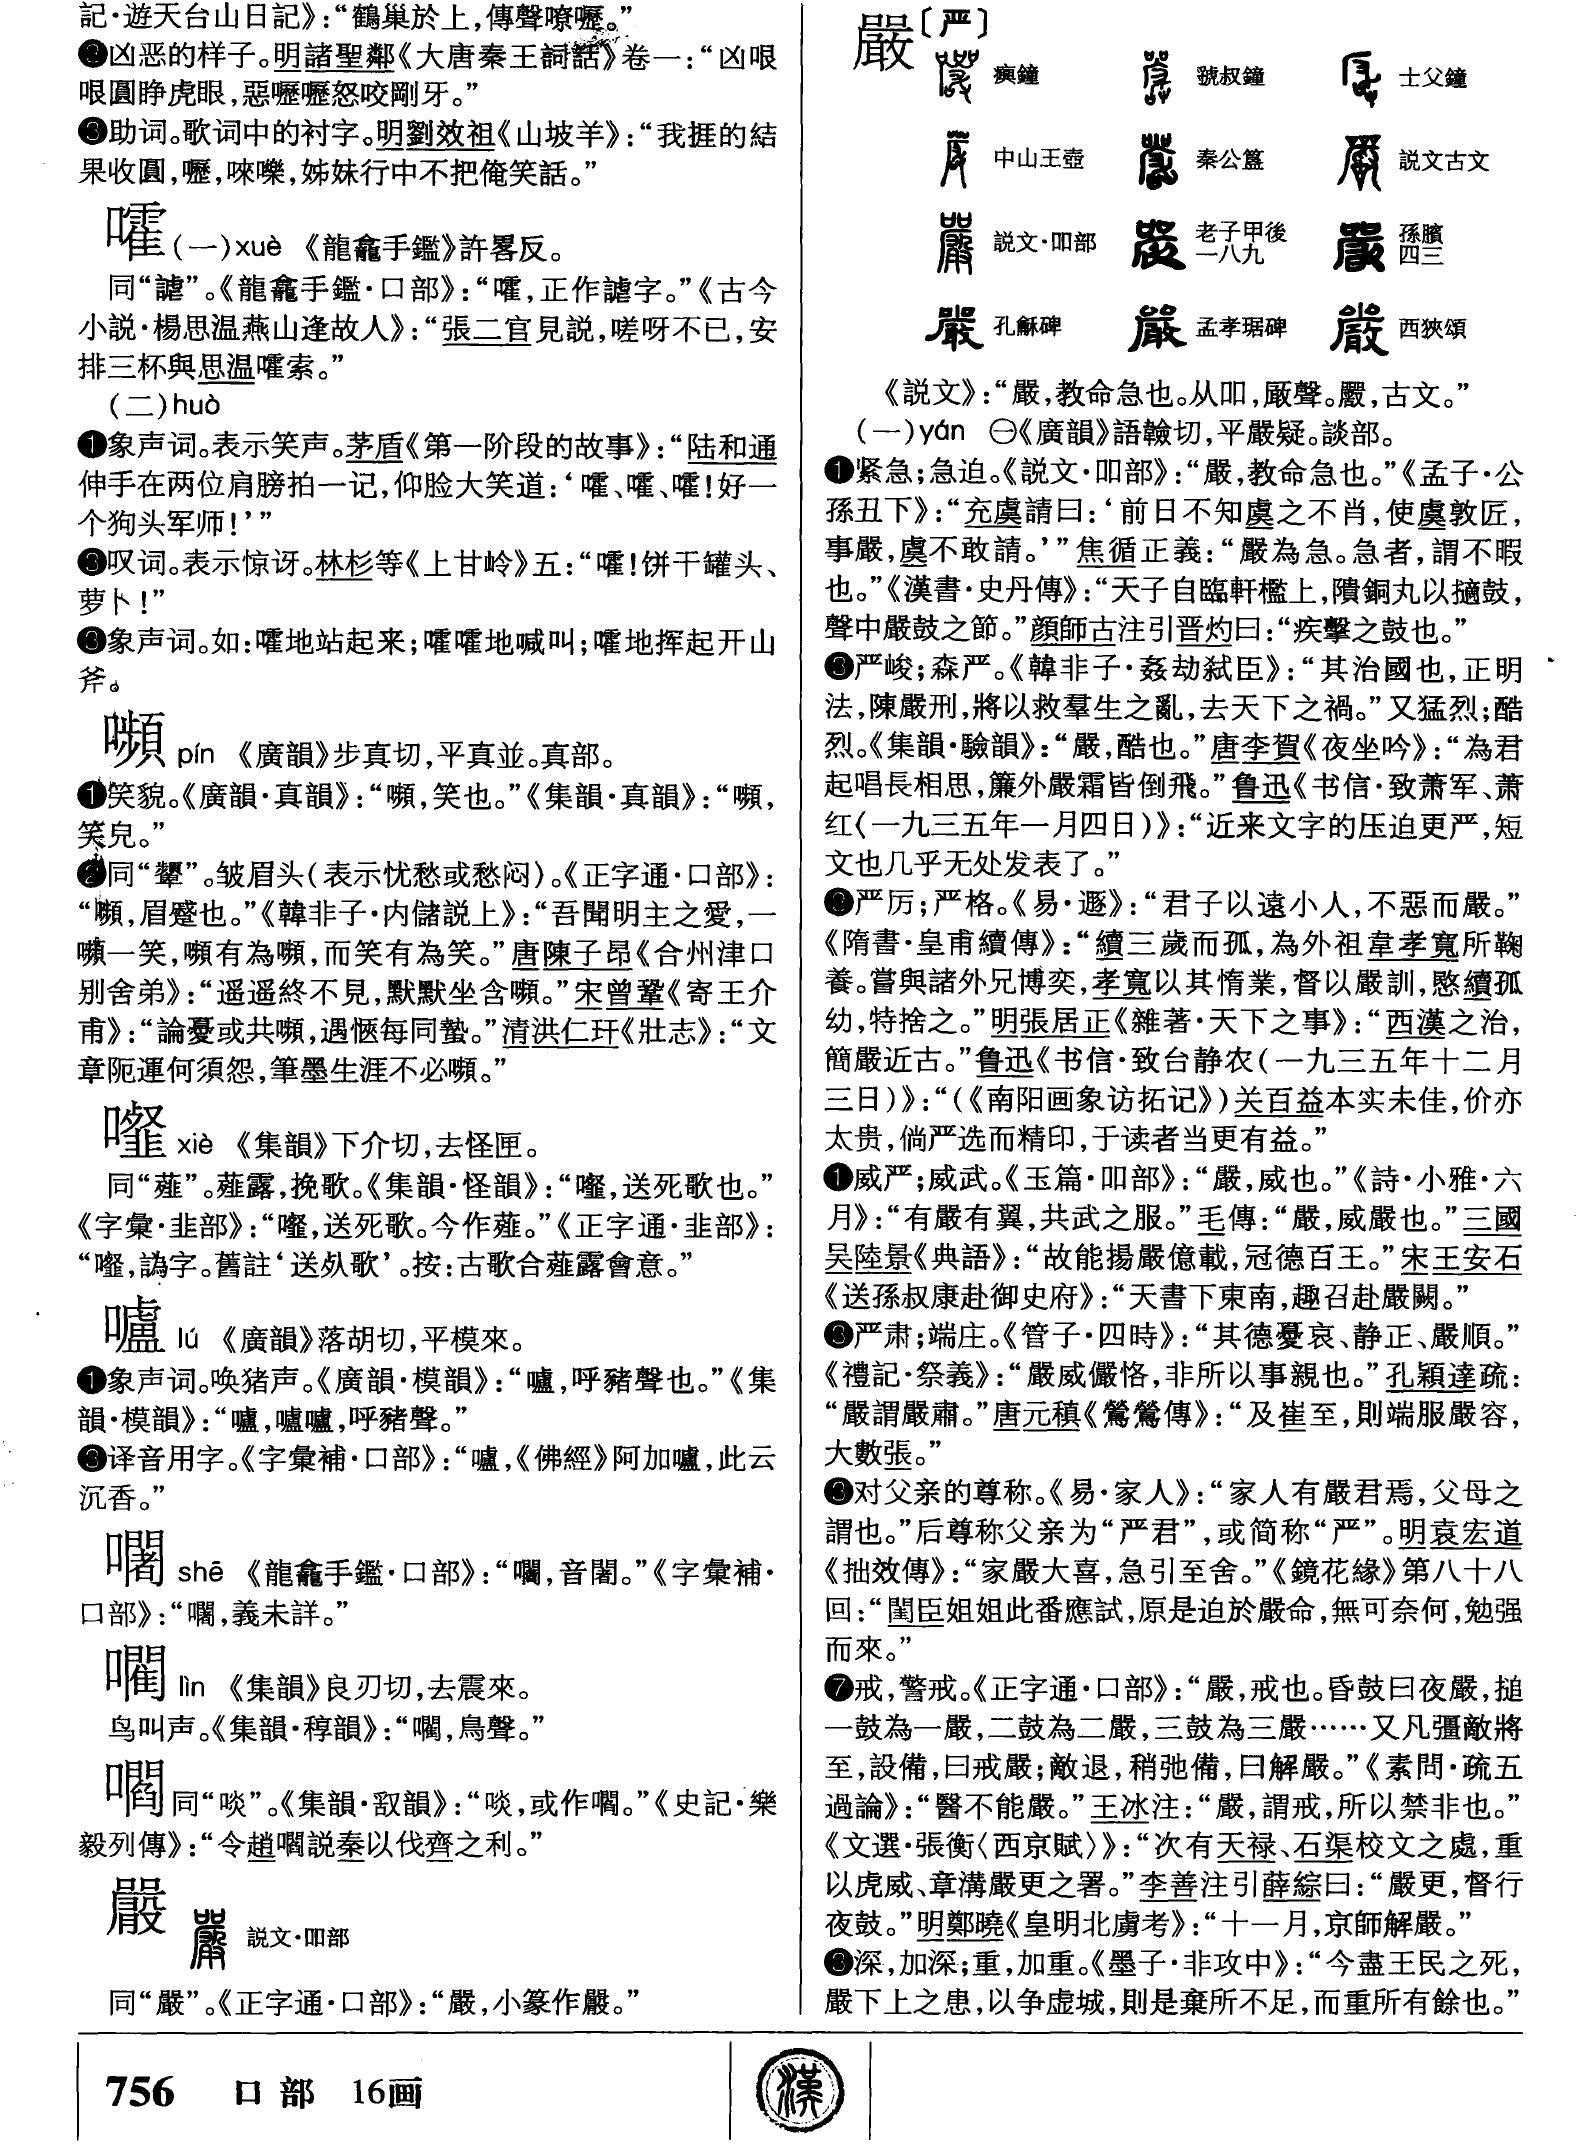 記·遊天台山日記》：“鶴巢於上，傳聲嘹嚦。”
❷凶恶的样子。明諸聖鄰《大唐秦王詞話》卷一：“凶哏
哏圓睁虎眼，惡嚦嚦怒咬剛牙。”
❸助词。歌词中的衬字。明劉效祖《山坡羊》：“我捱的結
果收圓，嚦，唻嚛，姊妹行中不把俺笑話。”
嚯(一)xuè 《龍龕手鑑》許畧反。
同“謔”。《龍龕手鑑·口部》：“嚯，正作謔字。”《古今
小説·楊思温燕山逢故人》：“張二官見説，嗟呀不已，安
排三杯與思温嚯索。”
(二)huò
❶象声词。表示笑声。茅盾《第一阶段的故事》：“陆和通
伸手在两位肩膀拍一记，仰脸大笑道：‘嚯、嚯、嚯！好一
个狗头军师！’”
❷叹词。表示惊讶。林杉等《上甘岭》五：“嚯！饼干罐头、
萝卜！”
❸象声词。如：嚯地站起来；嚯嚯地喊叫；嚯地挥起开山
斧。
嚬 pín 《廣韻》步真切，平真並。真部。
❶笑貌。《廣韻·真韻》：“嚬，笑也。”《集韻·真韻》：“嚬，
笑皃。”
❷同“顰”。皱眉头(表示忧愁或愁闷)。《正字通·口部》：
“嚬，眉蹙也。”《韓非子·内儲説上》：“吾聞明主之愛，一
嚬一笑，嚬有為嚬，而笑有為笑。”唐陳子昂《合州津口
别舍弟》：“遥遥終不見，默默坐含嚬。”宋曾鞏《寄王介
甫》：“論憂或共嚬，遇愜每同蟄。”清洪仁玕《壯志》：“文
章阨運何須怨，筆墨生涯不必嚬。”
xiè 《集韻》下介切，去怪匣。
同“薤”。薤露，挽歌。《集韻·怪韻》：“，送死歌也。”
《字彙·韭部》：“，送死歌。今作薤。”《正字通·韭部》：
“，譌字。舊註‘送歌’。按：古歌合薤露會意。”
嚧 lú 《廣韻》落胡切，平模來。
❶象声词。唤猪声。《廣韻·模韻》：“嚧，呼豬聲也。”《集
韻·模韻》：“嚧，嚧嚧，呼豬聲。”
❷译音用字。《字彙補·口部》：“嚧，《佛經》阿加嚧，此云
沉香。”
shē 《龍龕手鑑·口部》：“，音闍。”《字彙補·
口部》：“，義未詳。”
lìn 《集韻》良刃切，去震來。
鸟叫声。《集韻·稕韻》：“，鳥聲。”
嚪同“啖”。《集韻·㪉韻》：“啖，或作嚪。”《史記·樂
毅列傳》：“令趙嚪説秦以伐齊之利。”
説文·吅部
同“嚴”。《正字通·口部》：“嚴，小篆作。”
嚴〔严〕
𤼈鐘 虢叔鐘 士父鐘
中山王壺 秦公簋 説文古文
説文·吅部 老子甲後一八九 孫臏四三
孔龢碑 孟孝琚碑 西狹頌
《説文》：“嚴，教命急也。从吅，厰聲。，古文。”
(一)yán ㊀《廣韻》語驗切，平嚴疑。談部。
❶紧急；急迫。《説文·吅部》：“嚴，教命急也。”《孟子·公
孫丑下》：“充虞請曰：‘前日不知虞之不肖，使虞敦匠，
事嚴，虞不敢請。’”焦循正義：“嚴為急。急者，謂不暇
也。”《漢書·史丹傳》：“天子自臨軒檻上，隤銅丸以擿鼓，
聲中嚴鼓之節。”顔師古注引晋灼曰：“疾擊之鼓也。”
❷严峻；森严。《韓非子·姦劫弑臣》：“其治國也，正明
法，陳嚴刑，將以救羣生之亂，去天下之禍。”又猛烈；酷
烈。《集韻·驗韻》：“嚴，酷也。”唐李賀《夜坐吟》：“為君
起唱長相思，簾外嚴霜皆倒飛。”鲁迅《书信·致萧军、萧
红(一九三五年一月四日)》：“近来文字的压迫更严，短
文也几乎无处发表了。”
❸严厉；严格。《易·遯》：“君子以遠小人，不惡而嚴。”
《隋書·皇甫績傳》：“績三歲而孤，為外祖韋孝寬所鞠
養。嘗與諸外兄博奕，孝寬以其惰業，督以嚴訓，愍績孤
幼，特捨之。”明張居正《雜著·天下之事》：“西漢之治，
簡嚴近古。”鲁迅《书信·致台静农(一九三五年十二月
三日)》：“(《南阳画象访拓记》)关百益本实未佳，价亦
太贵，倘严选而精印，于读者当更有益。”
❹威严；威武。《玉篇·吅部》：“嚴，威也。”《詩·小雅·六
月》：“有嚴有翼，共武之服。”毛傳：“嚴，威嚴也。”三國
吴陸景《典語》：“故能揚嚴億載，冠德百王。”宋王安石
《送孫叔康赴御史府》：“天書下東南，趣召赴嚴闕。”
❺严肃；端庄。《管子·四時》：“其德憂哀、静正、嚴順。”
《禮記·祭義》：“嚴威儼恪，非所以事親也。”孔穎達疏：
“嚴謂嚴肅。”唐元稹《鶯鶯傳》：“及崔至，則端服嚴容，
大數張。”
❻对父亲的尊称。《易·家人》：“家人有嚴君焉，父母之
謂也。”后尊称父亲为“严君”，或简称“严”。明袁宏道
《拙效傳》：“家嚴大喜，急引至舍。”《鏡花緣》第八十八
回：“閨臣姐姐此番應試，原是迫於嚴命，無可奈何，勉强
而來。”
❼戒，警戒。《正字通·口部》：“嚴，戒也。昏鼓曰夜嚴，搥
一鼓為一嚴，二鼓為二嚴，三鼓為三嚴……又凡彊敵將
至，設備，曰戒嚴；敵退，稍弛備，曰解嚴。”《素問·疏五
過論》：“醫不能嚴。”王冰注：“嚴，謂戒，所以禁非也。”
《文選·張衡〈西京賦〉》：“次有天禄、石渠校文之處，重
以虎威、章溝嚴更之署。”李善注引薛綜曰：“嚴更，督行
夜鼓。”明鄭曉《皇明北虜考》：“十一月，京師解嚴。”
❽深，加深；重，加重。《墨子·非攻中》：“今盡王民之死，
嚴下上之患，以争虚城，則是棄所不足，而重所有餘也。”
756 口部 16画
漢